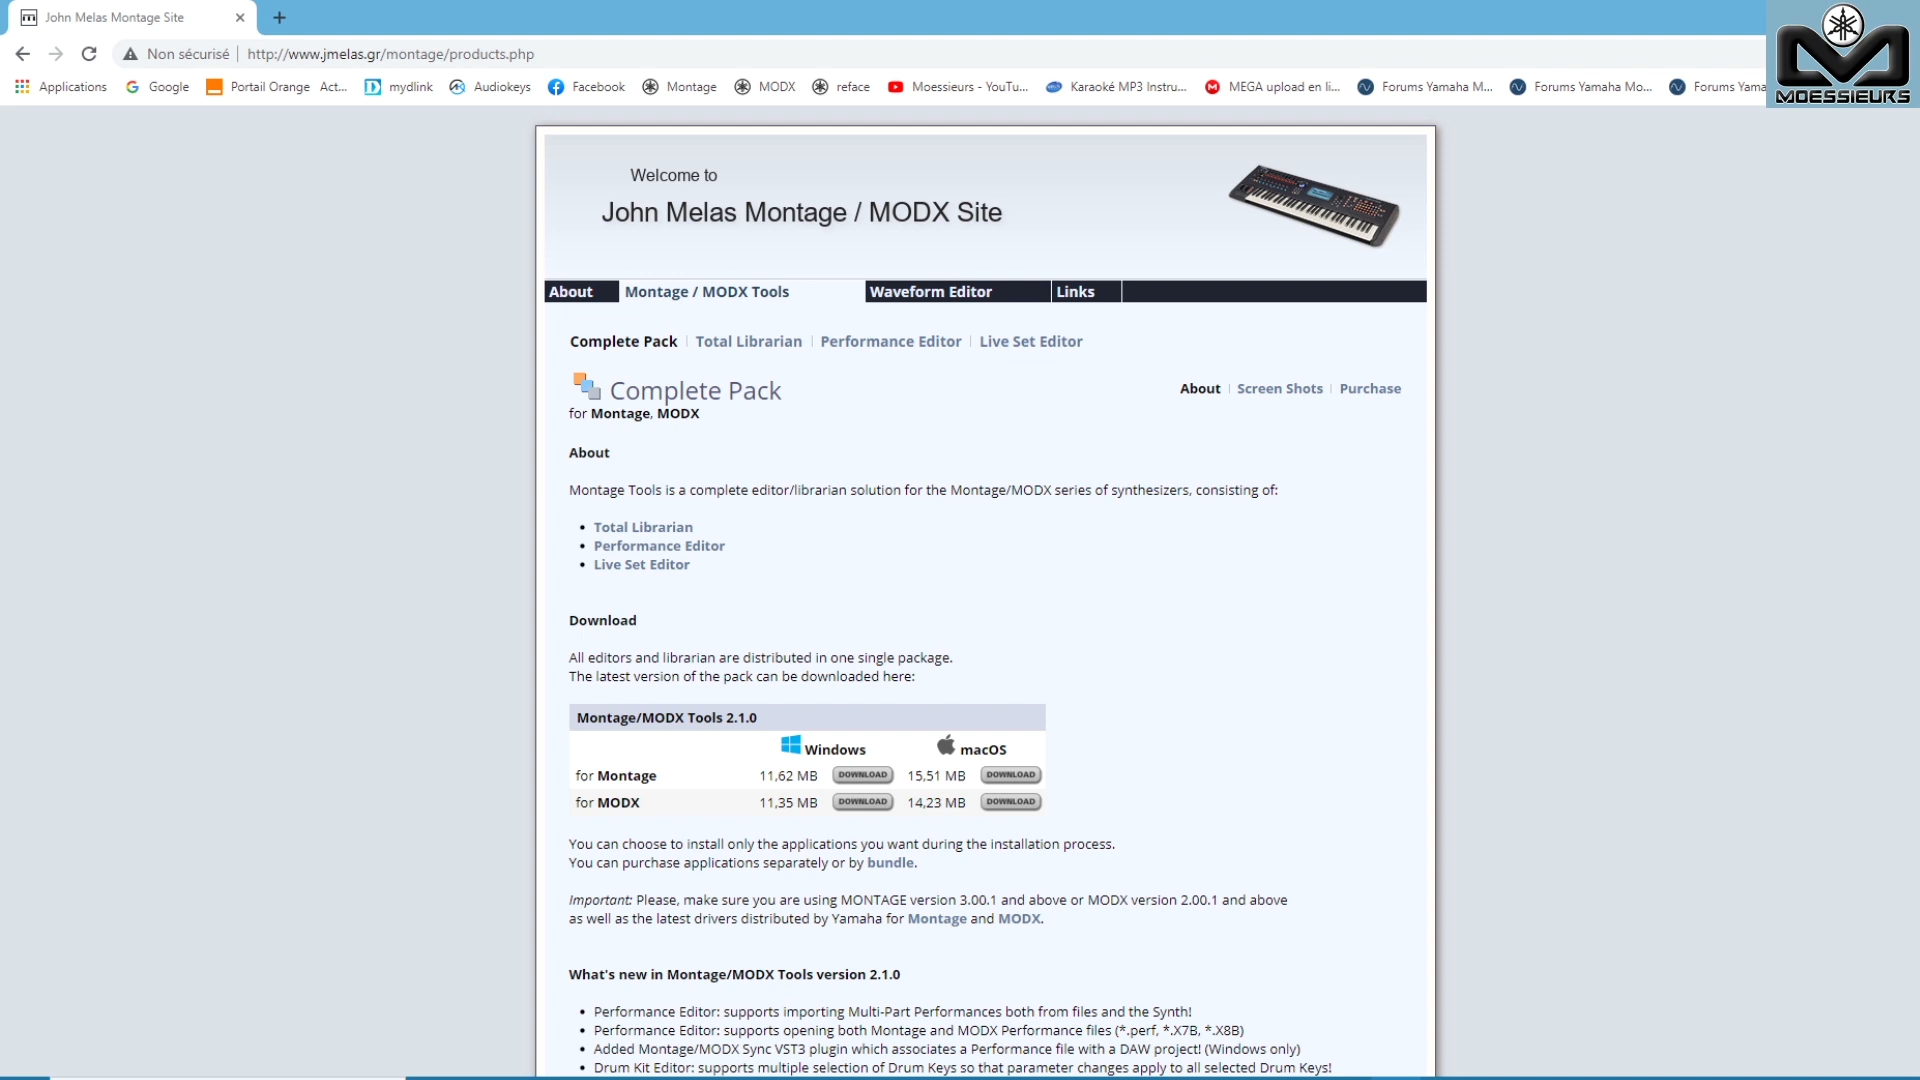 John Melas Montage Site
Non sécurisé http://www.jmelas.gr/montage/products.php
Applications Google Portail Orange Act... mydlink Audiokeys Facebook Montage MODX reface Moessieurs - YouTu... Karaoké MP3 Instru... MEGA upload en li... Forums Yamaha M... Forums Yamaha Mo... Forums Yama
MOESSIEURS
Welcome to
John Melas Montage / MODX Site
About Montage / MODX Tools Waveform Editor Links
Complete Pack Total Librarian Performance Editor Live Set Editor
Complete Pack About Screen Shots Purchase
for Montage, MODX
About
Montage Tools is a complete editor/librarian solution for the Montage/MODX series of synthesizers, consisting of:
• Total Librarian
• Performance Editor
• Live Set Editor
Download
All editors and librarian are distributed in one single package.
The latest version of the pack can be downloaded here:
Montage/MODX Tools 2.1.0
Windows macOS
for Montage 11,62 MB DOWNLOAD 15,51 MB DOWNLOAD
for MODX 11,35 MB DOWNLOAD 14,23 MB DOWNLOAD
You can choose to install only the applications you want during the installation process.
You can purchase applications separately or by bundle.
Important: Please, make sure you are using MONTAGE version 3.00.1 and above or MODX version 2.00.1 and above
as well as the latest drivers distributed by Yamaha for Montage and MODX.
What's new in Montage/MODX Tools version 2.1.0
• Performance Editor: supports importing Multi-Part Performances both from files and the Synth!
• Performance Editor: supports opening both Montage and MODX Performance files (*.perf, *.X7B, *.X8B)
• Added Montage/MODX Sync VST3 plugin which associates a Performance file with a DAW project! (Windows only)
• Drum Kit Editor: supports multiple selection of Drum Keys so that parameter changes apply to all selected Drum Keys!